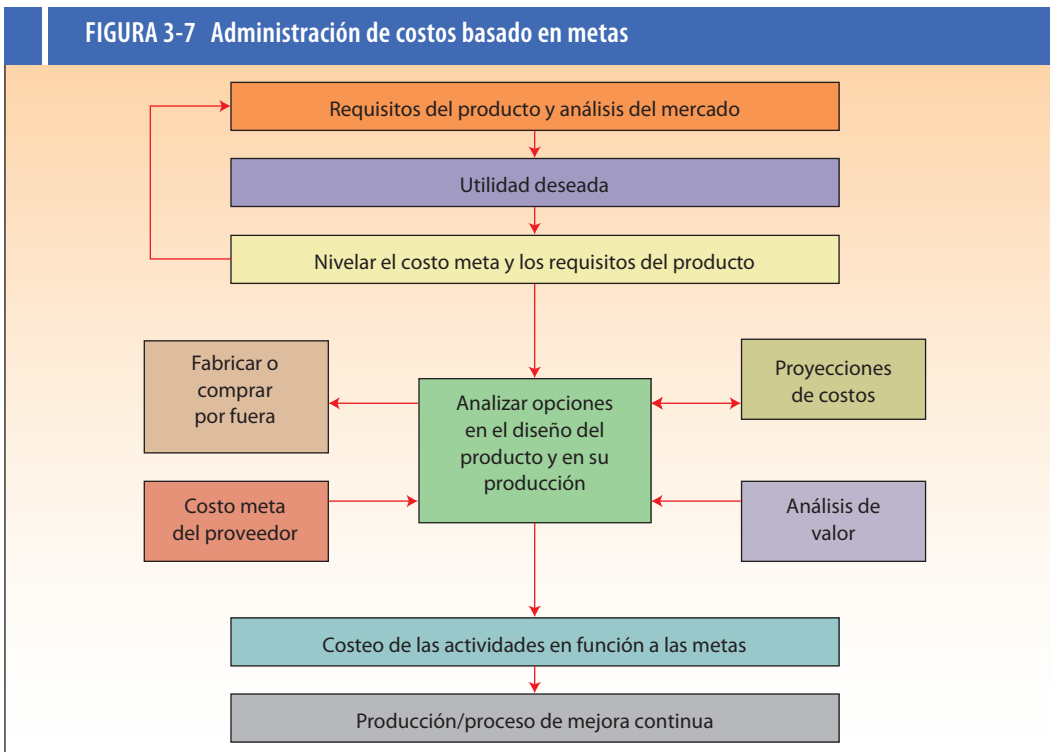 FIGURA 3-7 Administración de costos basado en metas
Requisitos del producto y análisis del mercado
Utilidad deseada
Nivelar el costo meta y los requisitos del producto
Fabricar o
comprar
por fuera
Analizar opciones
en el diseño del
producto y en su
producción
Proyecciones
de costos
Costo meta
del proveedor
Análisis de
valor
Costeo de las actividades en función a las metas
Producción/proceso de mejora continua